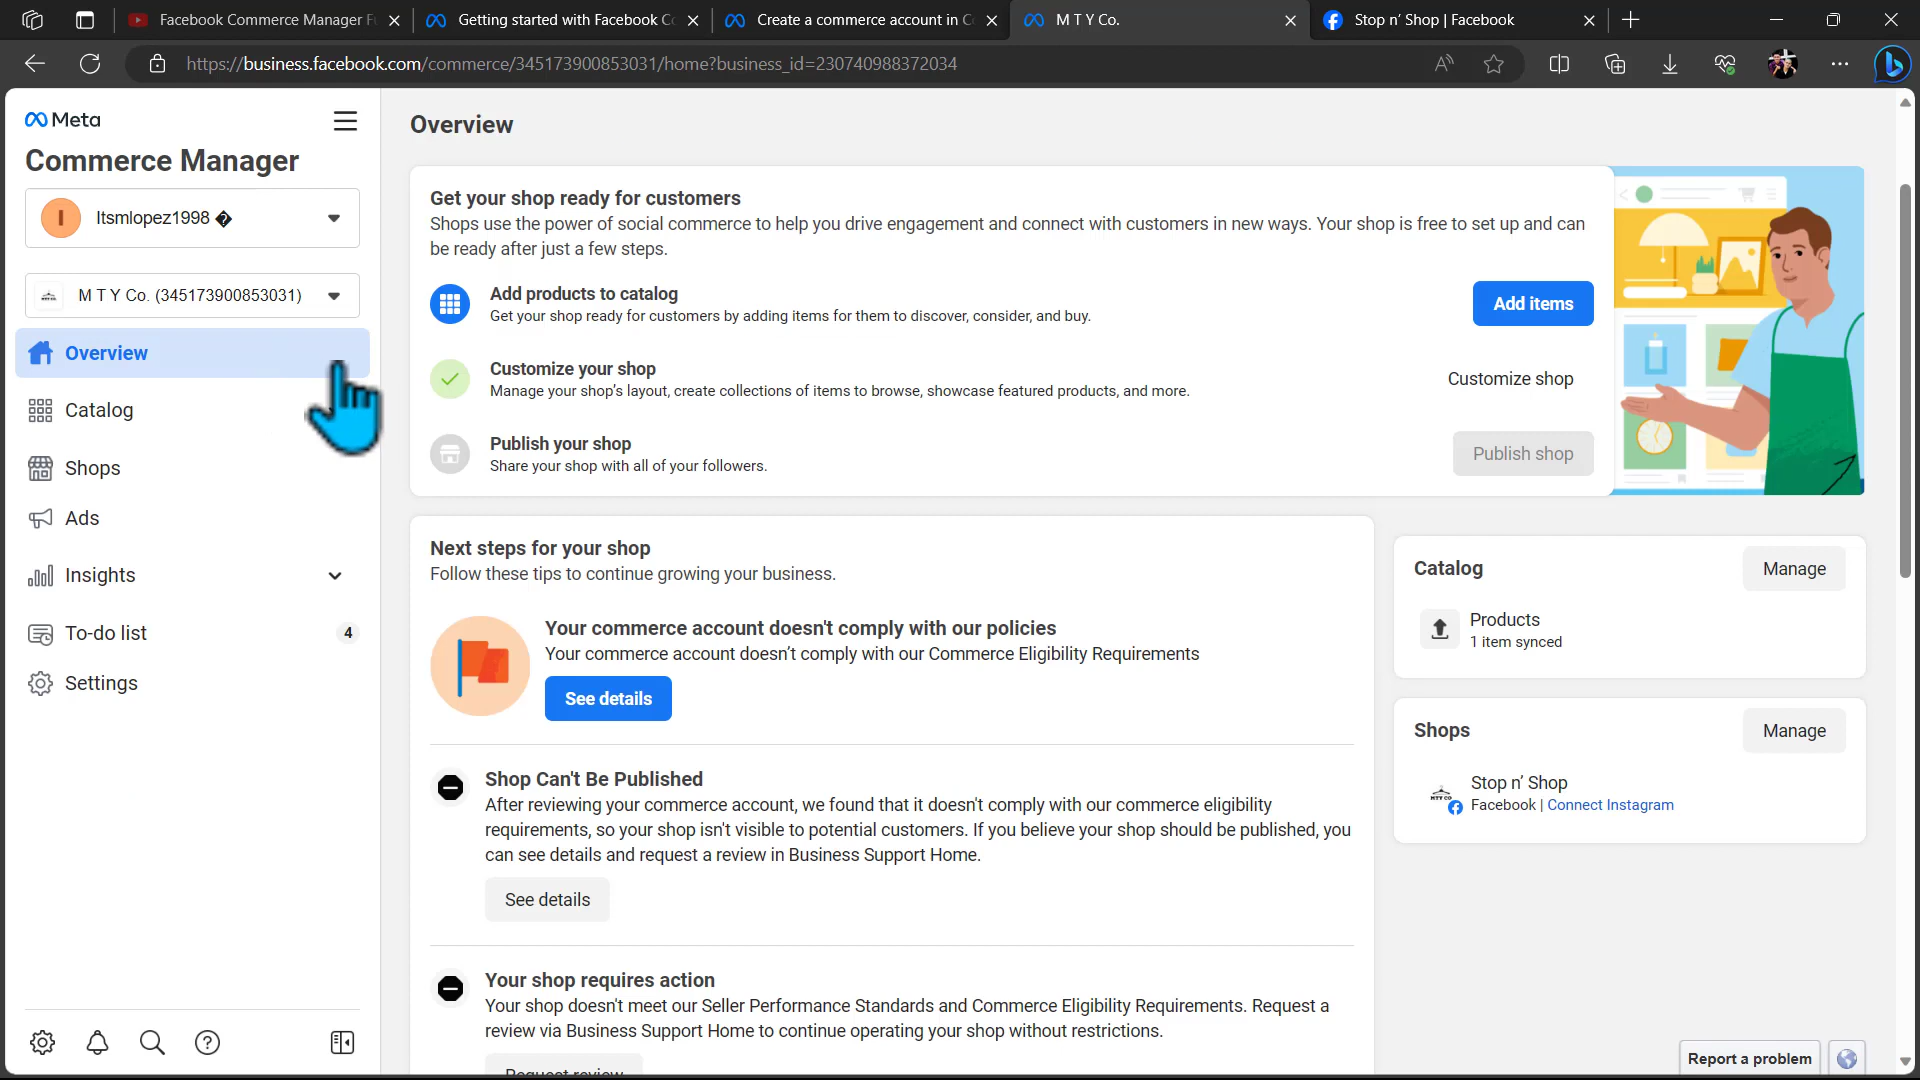 Facebook Commerce Manager F
Getting started with Facebook C
Create a commerce account in C
M T Y Co.
Stop n' Shop | Facebook
https://business.facebook.com/commerce/345173900853031/home?business_id=230740988372034
Meta
Commerce Manager
I
Itsmlopez1998 �
M T Y Co. (345173900853031)
Overview
Catalog
Shops
Ads
Insights
To-do list
4
Settings
Overview
Get your shop ready for customers
Shops use the power of social commerce to help you drive engagement and connect with customers in new ways. Your shop is free to set up and can
be ready after just a few steps.
Add products to catalog
Get your shop ready for customers by adding items for them to discover, consider, and buy.
Add items
Customize your shop
Manage your shop's layout, create collections of items to browse, showcase featured products, and more.
Customize shop
Publish your shop
Share your shop with all of your followers.
Publish shop
Next steps for your shop
Follow these tips to continue growing your business.
Your commerce account doesn't comply with our policies
Your commerce account doesn't comply with our Commerce Eligibility Requirements
See details
Shop Can't Be Published
After reviewing your commerce account, we found that it doesn't comply with our commerce eligibility
requirements, so your shop isn't visible to potential customers. If you believe your shop should be published, you
can see details and request a review in Business Support Home.
See details
Your shop requires action
Your shop doesn't meet our Seller Performance Standards and Commerce Eligibility Requirements. Request a
review via Business Support Home to continue operating your shop without restrictions.
Request review
Catalog
Manage
Products
1 item synced
Shops
Manage
MTY CO
Stop n' Shop
Facebook | Connect Instagram
Report a problem